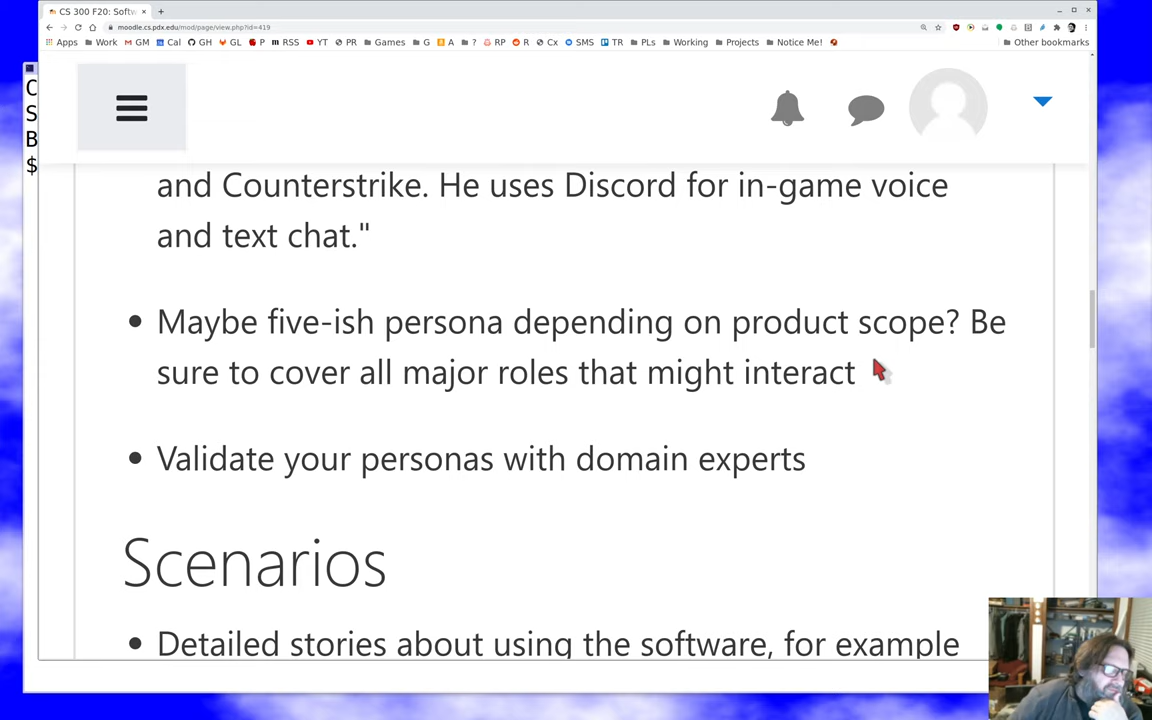 CS 300 F20: Softw
moodle.cs.pdx.edu/mod/page/view.php?id=419
Apps Work GM Cal GH GL P RSS YT PR Games G A ? RP R Cx SMS TR PLs Working Projects Notice Me! Other bookmarks
C
S
B
$
and Counterstrike. He uses Discord for in-game voice
and text chat."
Maybe five-ish persona depending on product scope? Be
sure to cover all major roles that might interact
Validate your personas with domain experts
Scenarios
Detailed stories about using the software, for example